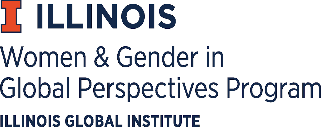 I ILLINOIS
Women & Gender in
Global Perspectives Program
ILLINOIS GLOBAL INSTITUTE